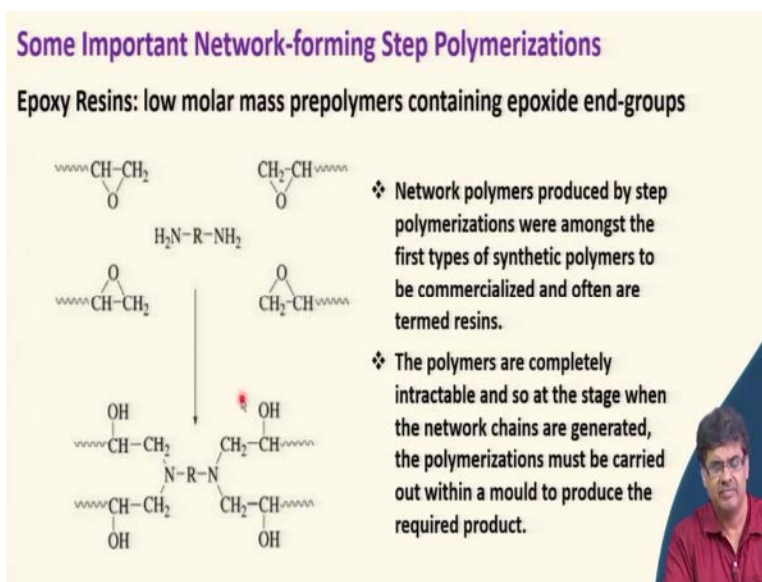 Some Important Network-forming Step Polymerizations
Epoxy Resins: low molar mass prepolymers containing epoxide end-groups
CH-CH₂
O
CH₂-CH
O
H₂N-R-NH₂
O
CH-CH₂
O
CH₂-CH
OH
CH-CH₂
OH
CH₂-CH
N-R-N
CH-CH₂
OH
CH₂-CH
OH
❖ Network polymers produced by step
polymerizations were amongst the
first types of synthetic polymers to
be commercialized and often are
termed resins.
❖ The polymers are completely
intractable and so at the stage when
the network chains are generated,
the polymerizations must be carried
out within a mould to produce the
required product.